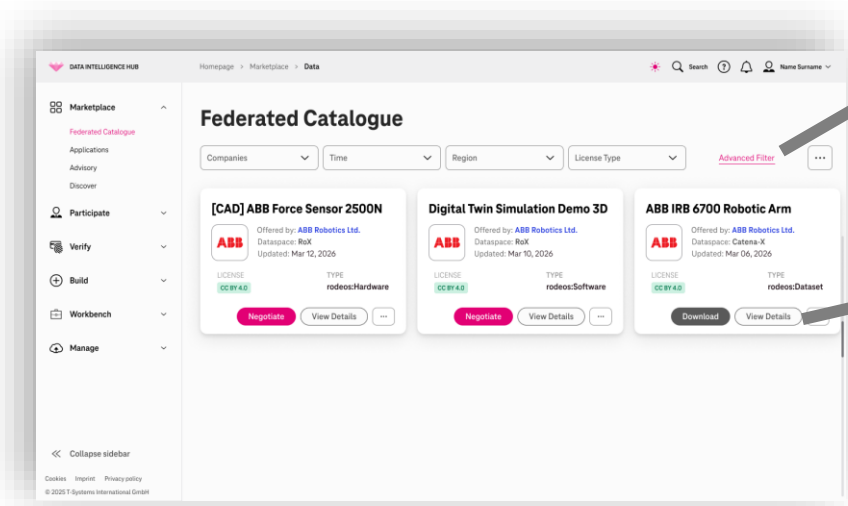 DATA INTELLIGENCE HUB
Homepage > Marketplace > Data
Search
Name Surname
Marketplace
Federated Catalogue
Applications
Advisory
Discover
Participate
Verify
Build
Workbench
Manage
Collapse sidebar
Cookies Imprint Privacy policy
© 2025 T-Systems International GmbH
Federated Catalogue
Companies
Time
Region
License Type
Advanced Filter
[CAD] ABB Force Sensor 2500N
ABB
Offered by: ABB Robotics Ltd.
Dataspace: RoX
Updated: Mar 12, 2026
LICENSE TYPE
CC BY 4.0 rodeos:Hardware
Negotiate View Details
Digital Twin Simulation Demo 3D
ABB
Offered by: ABB Robotics Ltd.
Dataspace: RoX
Updated: Mar 10, 2026
LICENSE TYPE
CC BY 4.0 rodeos:Software
Negotiate View Details
ABB IRB 6700 Robotic Arm
ABB
Offered by: ABB Robotics Ltd.
Dataspace: Catena-X
Updated: Mar 06, 2026
LICENSE TYPE
CC BY 4.0 rodeos:Dataset
Download View Details